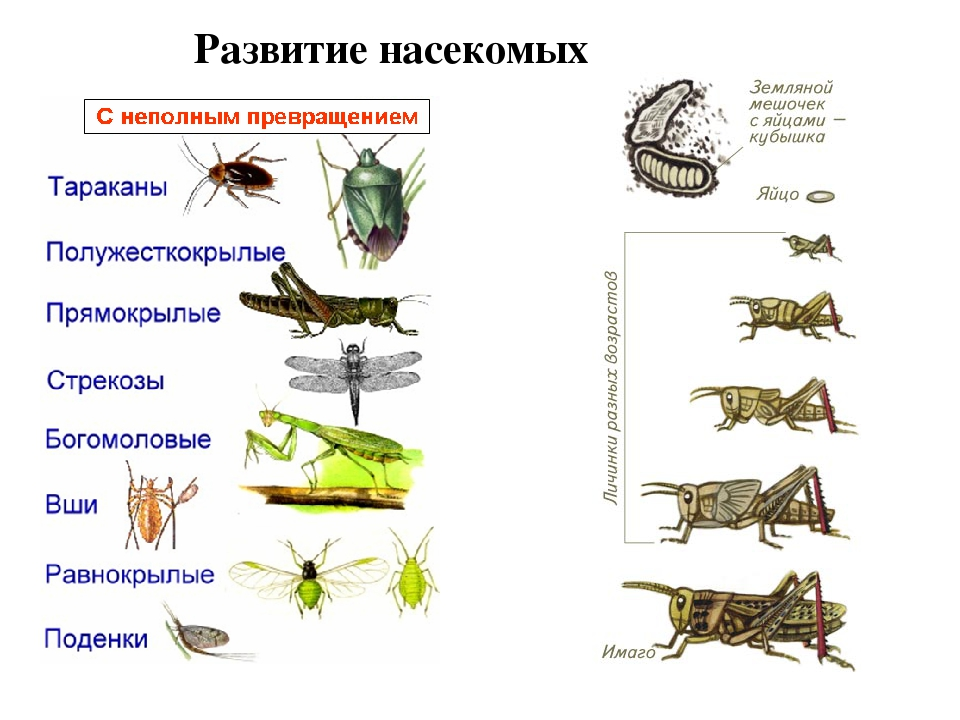 Развитие насекомых
С неполным превращением
Тараканы
Полужесткокрылые
Прямокрылые
Стрекозы
Богомоловые
Вши
Равнокрылые
Поденки
Земляной
мешочек
с яйцами –
кубышка
Яйцо
Личинки разных возрастов
Имаго